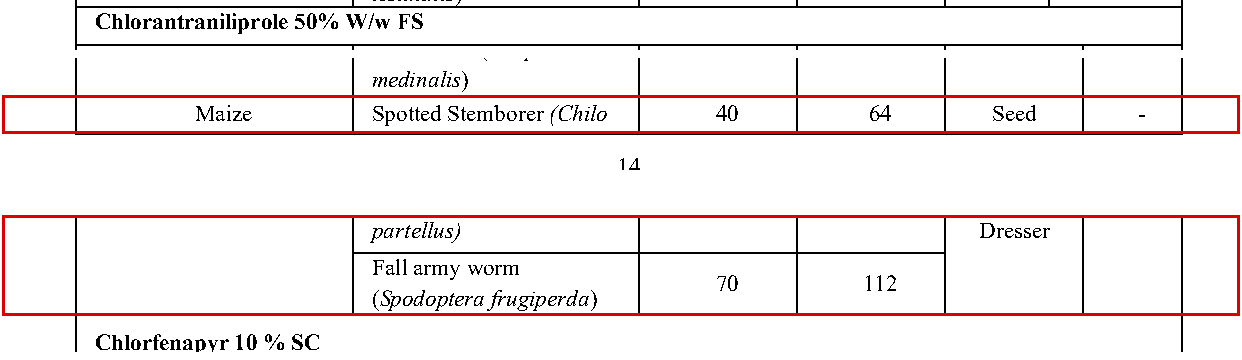 Chlorantraniliprole 50% W/w FS
medinalis)
Maize Spotted Stemborer (Chilo 40 64 Seed -
14
partellus) Dresser
Fall army worm
(Spodoptera frugiperda) 70 112
Chlorfenapyr 10 % SC